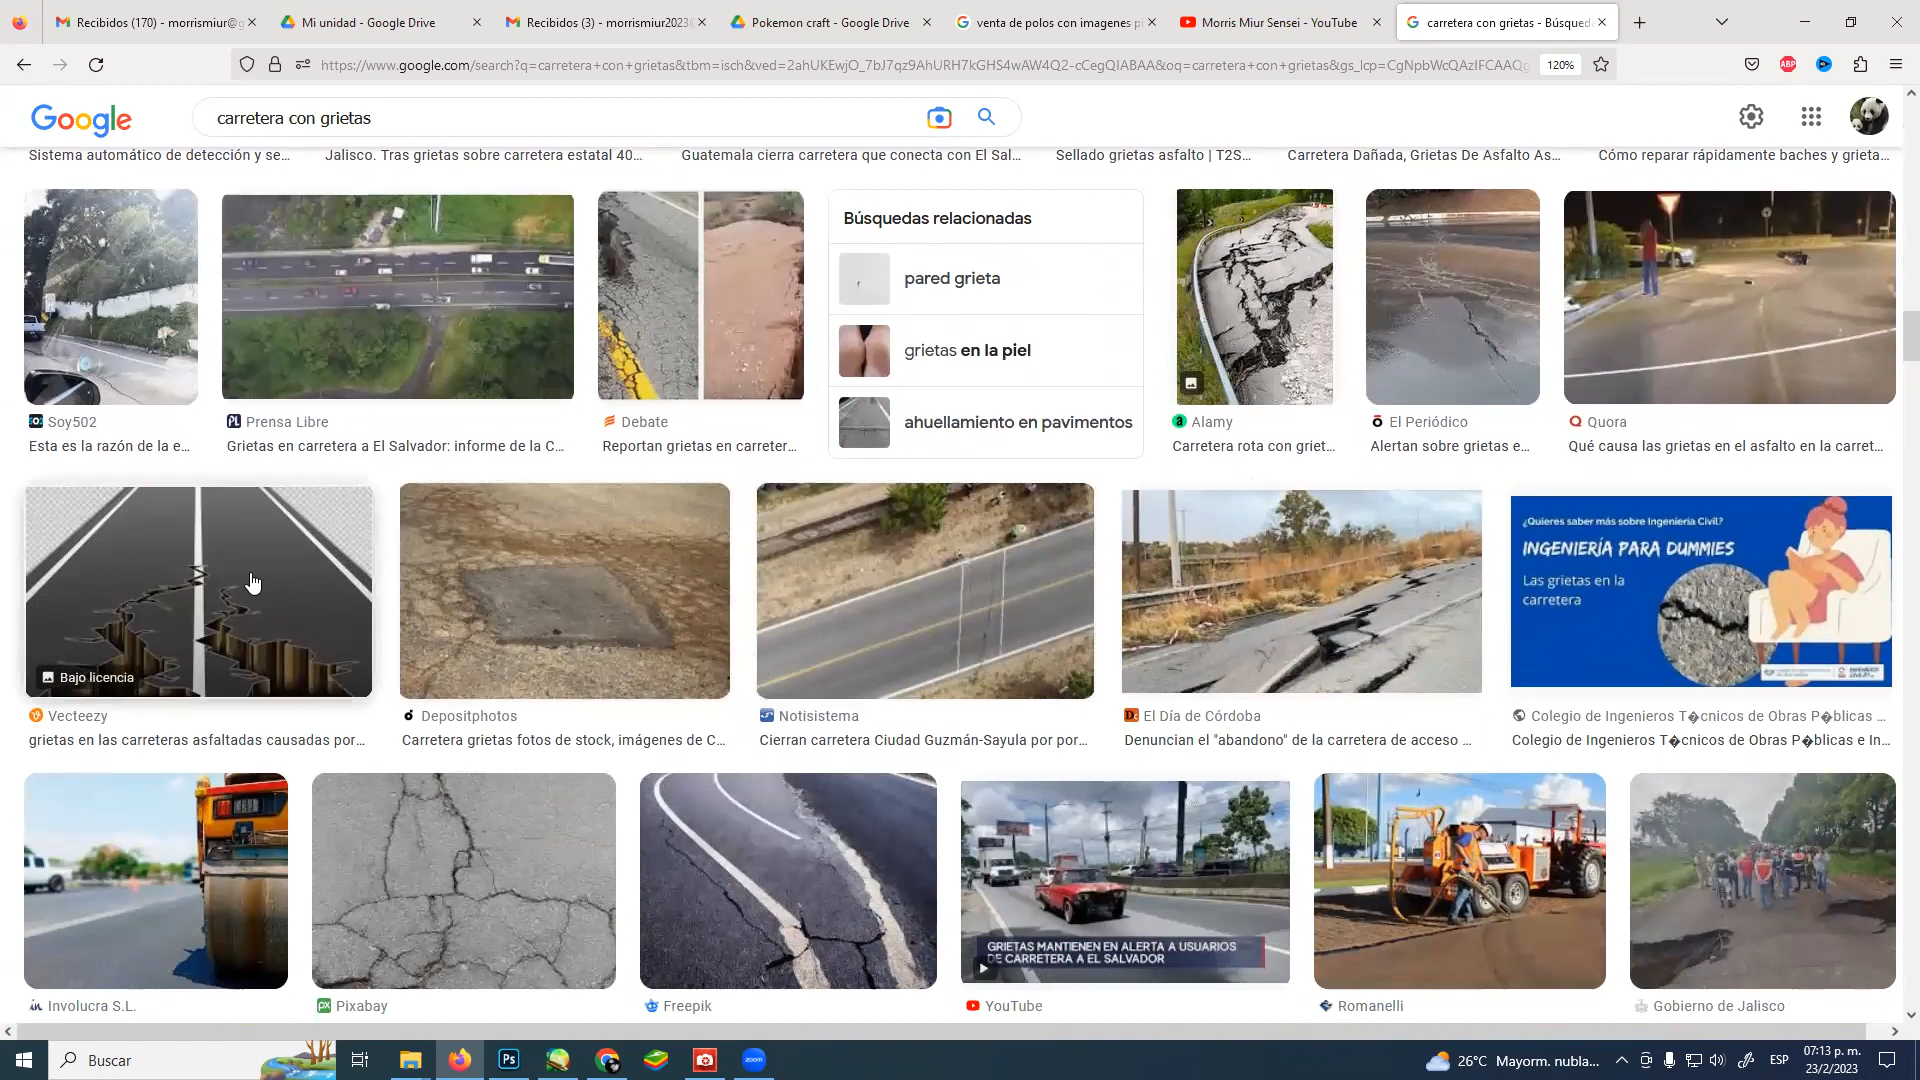 Recibidos (170) - morrismiur@g
Mi unidad - Google Drive
Recibidos (3) - morrismiur2023@
Pokemon craft - Google Drive
venta de polos con imagenes pi
Morris Miur Sensei - YouTube
carretera con grietas - Búsqueda
https://www.google.com/search?q=carretera+con+grietas&tbm=isch&ved=2ahUKEwjO_7bJ7qz9AhURH7kGHS4wAW4Q2-cCegQIABAA&oq=carretera+con+grietas&gs_lcp=CgNpbWcQAzIFCAAQg
120%
ABP
Google
carretera con grietas
Sistema automático de detección y se...
Jalisco. Tras grietas sobre carretera estatal 40...
Guatemala cierra carretera que conecta con El Sal...
Sellado grietas asfalto | T2S...
Carretera Dañada, Grietas De Asfalto As...
Cómo reparar rápidamente baches y grieta...
Búsquedas relacionadas
pared grieta
grietas en la piel
ahuellamiento en pavimentos
Soy502
Esta es la razón de la e...
Prensa Libre
Grietas en carretera a El Salvador: informe de la C...
Debate
Reportan grietas en carreter...
Alamy
Carretera rota con griet...
El Periódico
Alertan sobre grietas e...
Quora
Qué causa las grietas en el asfalto en la carret...
Bajo licencia
¿Quieres saber más sobre Ingeniería Civil?
INGENIERÍA PARA DUMMIES
Las grietas en la
carretera
Vecteezy
grietas en las carreteras asfaltadas causadas por...
Depositphotos
Carretera grietas fotos de stock, imágenes de C...
Notisistema
Cierran carretera Ciudad Guzmán-Sayula por por...
El Día de Córdoba
Denuncian el "abandono" de la carretera de acceso ...
Colegio de Ingenieros T�cnicos de Obras P�blicas ...
Colegio de Ingenieros T�cnicos de Obras P�blicas e In...
GRIETAS MANTIENEN EN ALERTA A USUARIOS
DE CARRETERA A EL SALVADOR
Involucra S.L.
Pixabay
Freepik
YouTube
Romanelli
Gobierno de Jalisco
Buscar
Ps
zoom
26°C Mayorm. nubla...
ESP
07:13 p. m.
23/2/2023